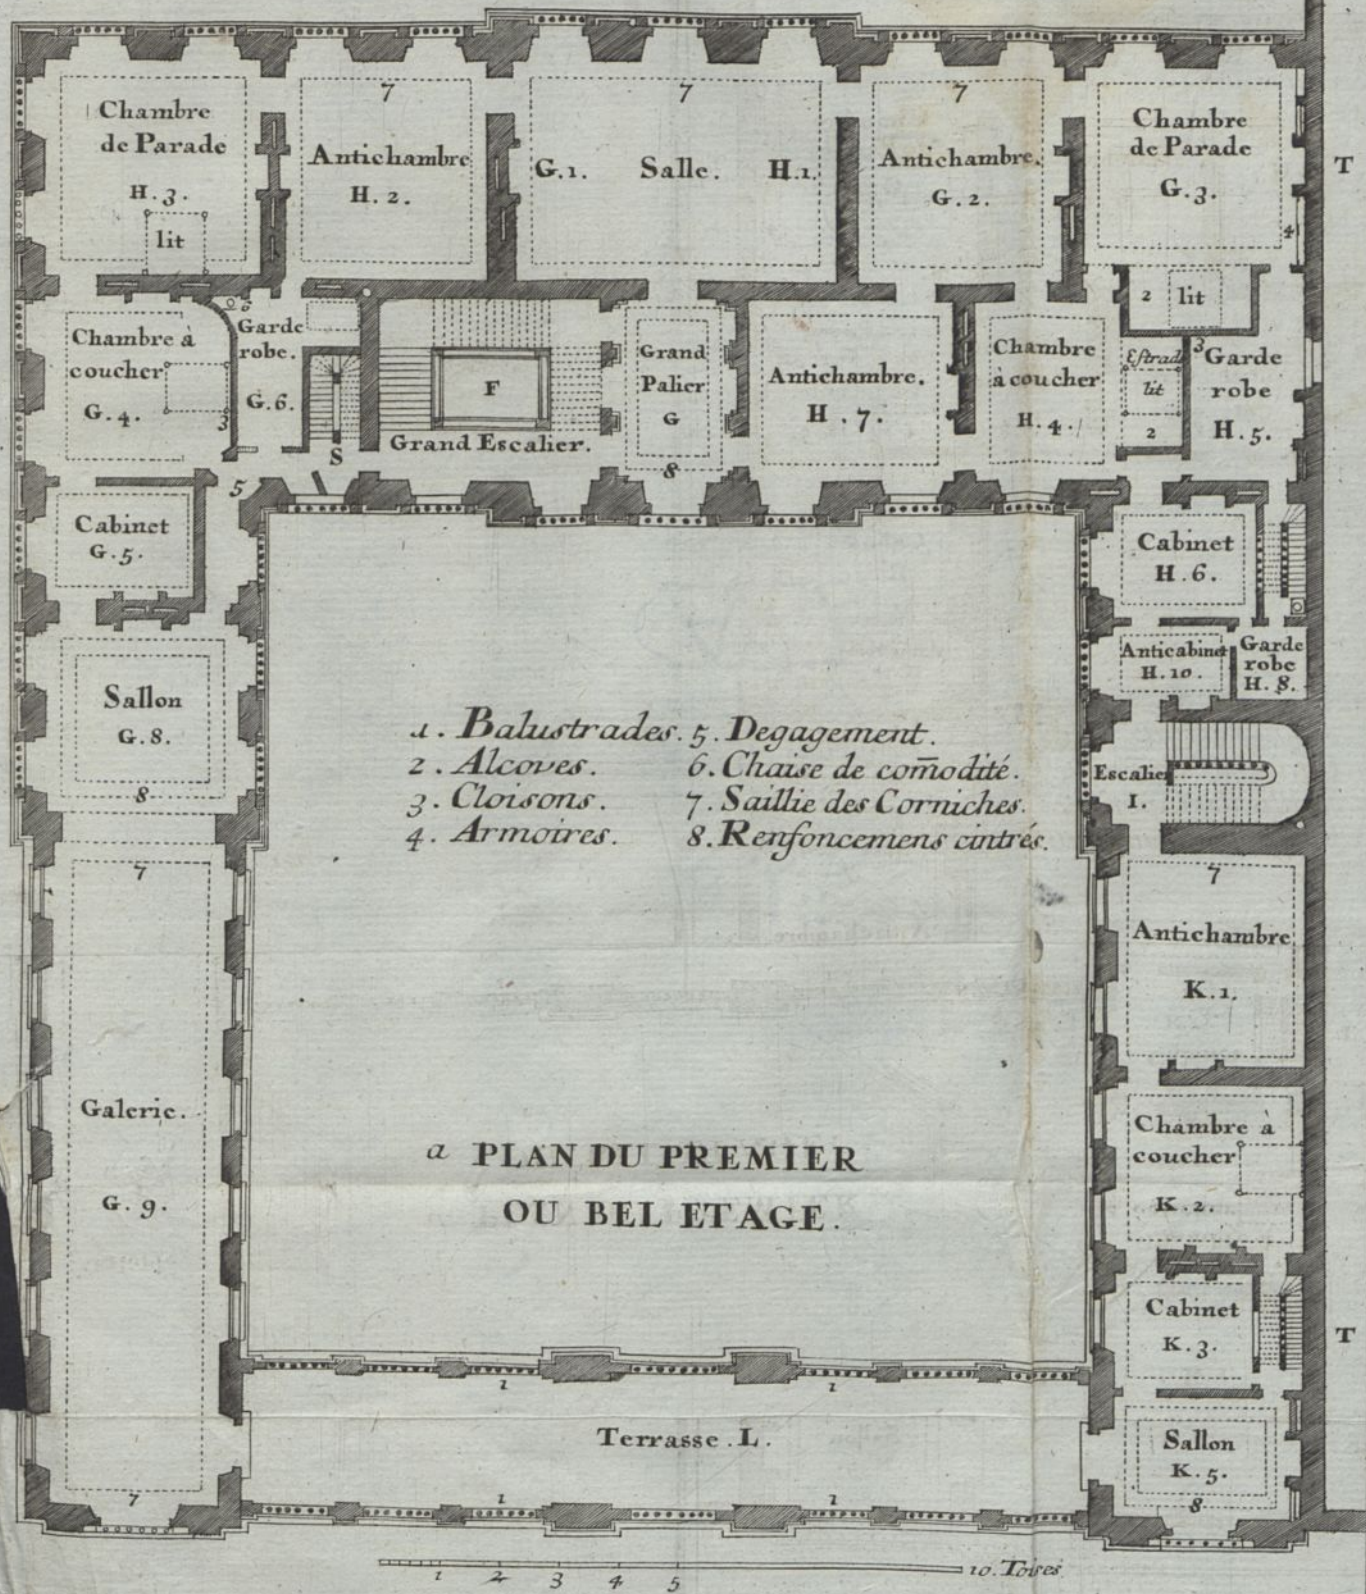 Chambre
de Parade
H.3.
lit
7
Antichambre
H.2.
7
G.1. Salle. H.1.
7
Antichambre.
G.2.
Chambre
de Parade
G.3.
4
T
2 lit
Chambre à
coucher
G.4.
3
6
Garde
robe.
G.6.
S
F
Grand Escalier.
Grand
Palier
G
8
Antichambre.
H.7.
Chambre
à coucher
H.4.
Estrad
lit
2
3
Garde
robe
H.5.
5
Cabinet
G.5.
Cabinet
H.6.
Anticabinet
H.10.
Garde
robe
H.8.
Sallon
G.8.
8
Escalier
I.
1. Balustrades. 5. Degagement.
2. Alcoves. 6. Chaise de com̄odité.
3. Cloisons. 7. Saillie des Corniches.
4. Armoires. 8. Renfoncemens cintrés.
7
Galerie.
G.9.
7
7
Antichambre
K.1.
a PLAN DU PREMIER
OU BEL ETAGE.
Chambre à
coucher
K.2.
Cabinet
K.3.
T
1 1
Terrasse. L.
1 1
Sallon
K.5.
8
1 2 3 4 5 10. Toises.